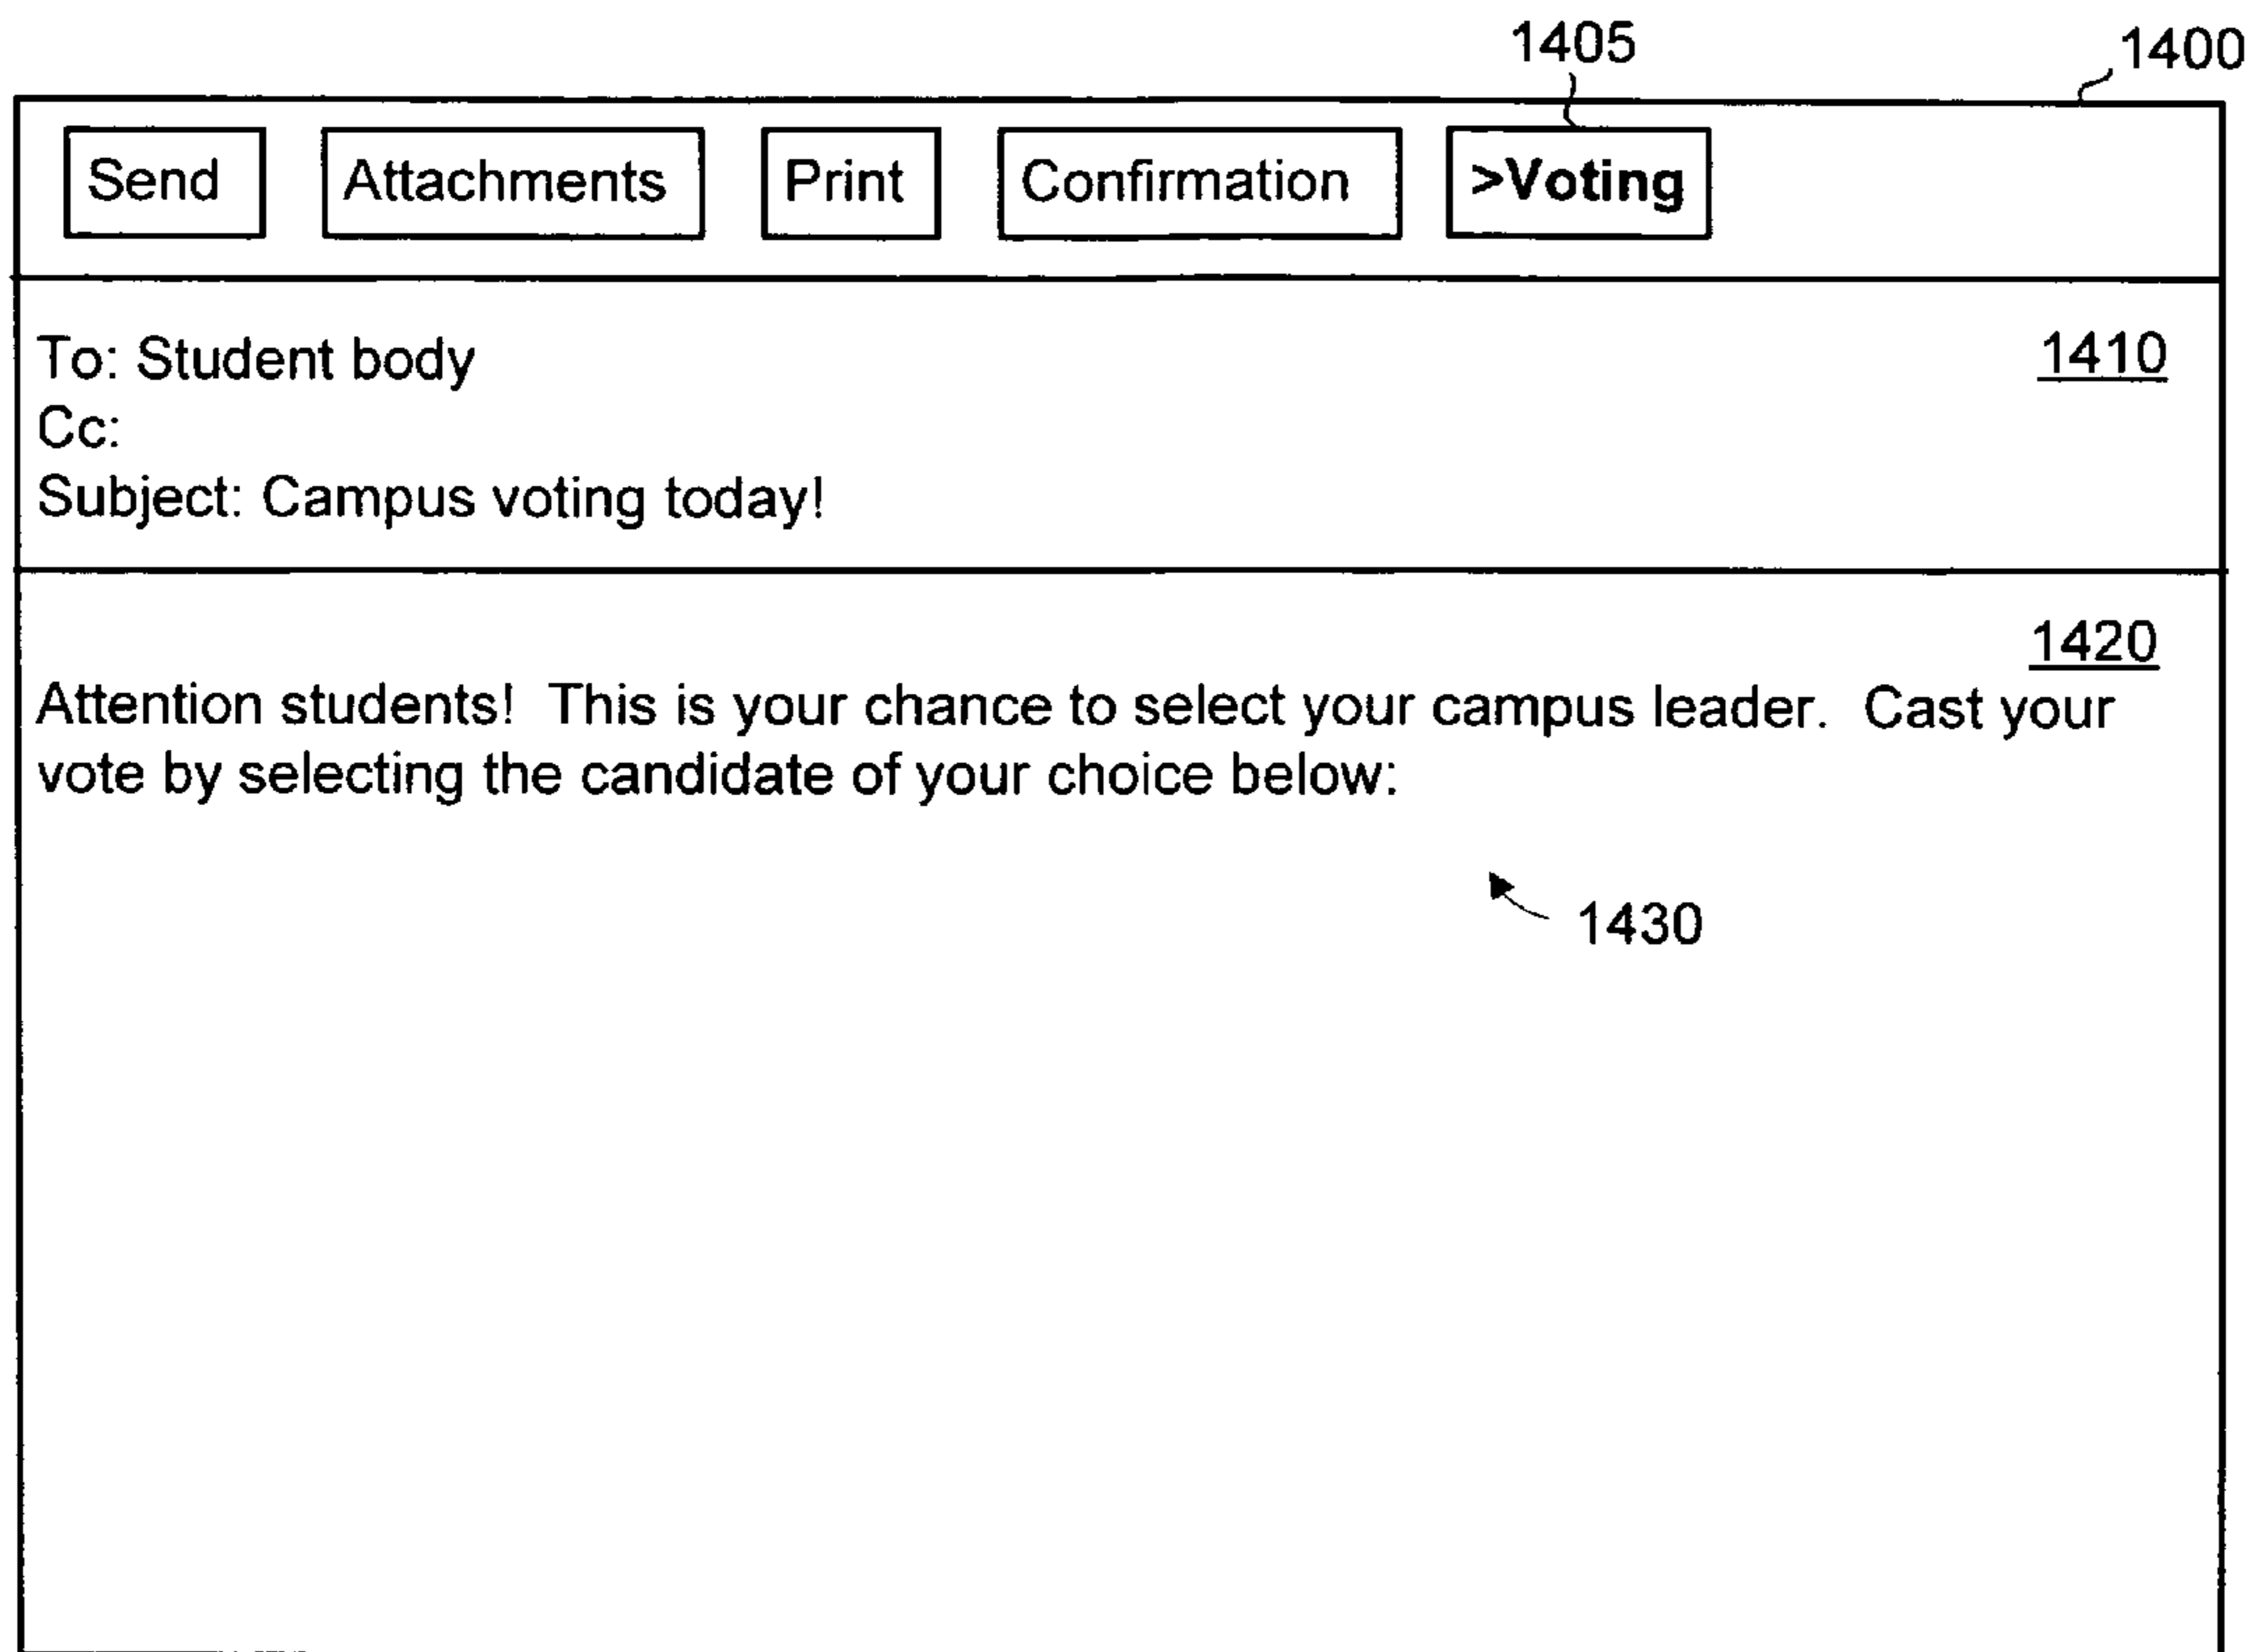 1405
1400
Send Attachments Print Confirmation >Voting
To: Student body
1410
Cc:
Subject: Campus voting today!
1420
Attention students! This is your chance to select your campus leader. Cast your
vote by selecting the candidate of your choice below:
1430